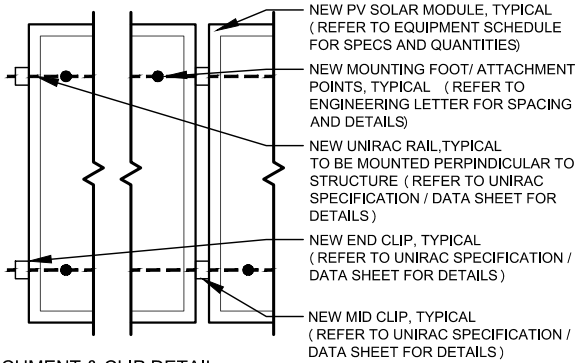 NEW PV SOLAR MODULE, TYPICAL
(REFER TO EQUIPMENT SCHEDULE
FOR SPECS AND QUANTITIES)
NEW MOUNTING FOOT/ ATTACHMENT
POINTS, TYPICAL (REFER TO
ENGINEERING LETTER FOR SPACING
AND DETAILS)
NEW UNIRAC RAIL,TYPICAL
TO BE MOUNTED PERPINDICULAR TO
STRUCTURE (REFER TO UNIRAC
SPECIFICATION / DATA SHEET FOR
DETAILS)
NEW END CLIP, TYPICAL
(REFER TO UNIRAC SPECIFICATION /
DATA SHEET FOR DETAILS)
NEW MID CLIP, TYPICAL
(REFER TO UNIRAC SPECIFICATION /
DATA SHEET FOR DETAILS)